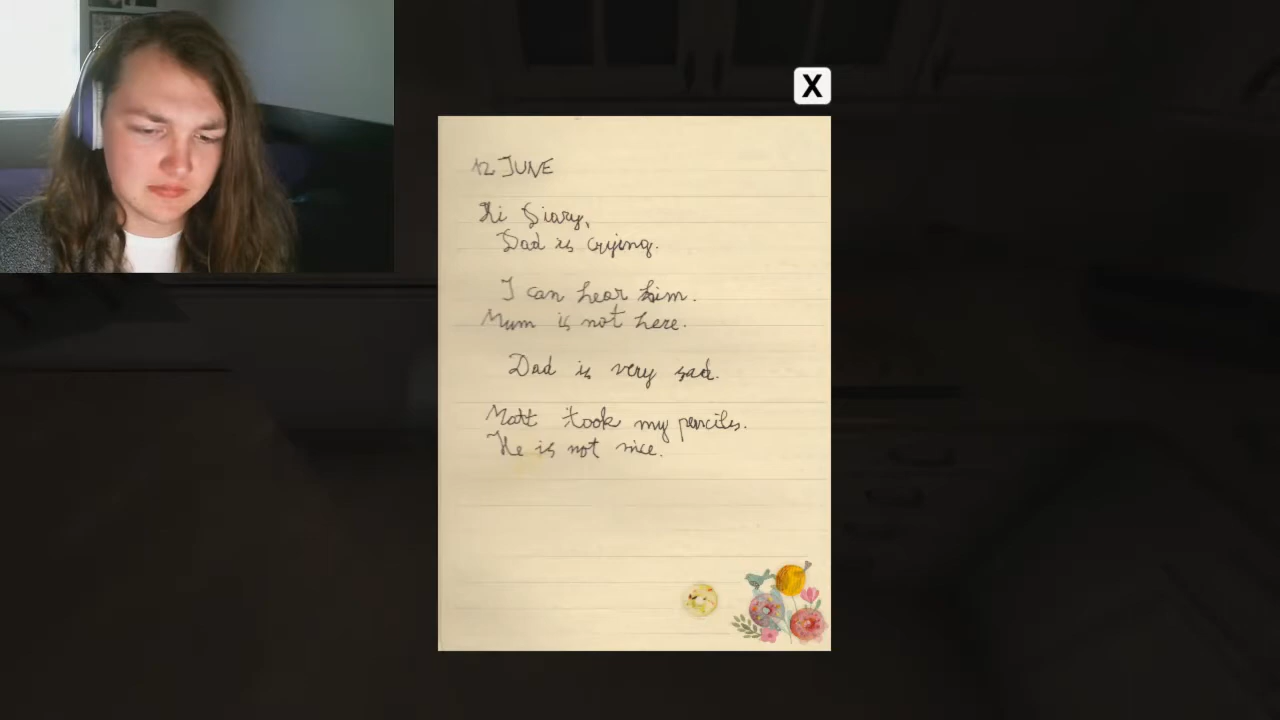 X
12 JUNE
Hi Diary,
Dad is crying.
I can hear him.
Mum is not here.
Dad is very sad.
Matt took my penciles.
He is not nice.